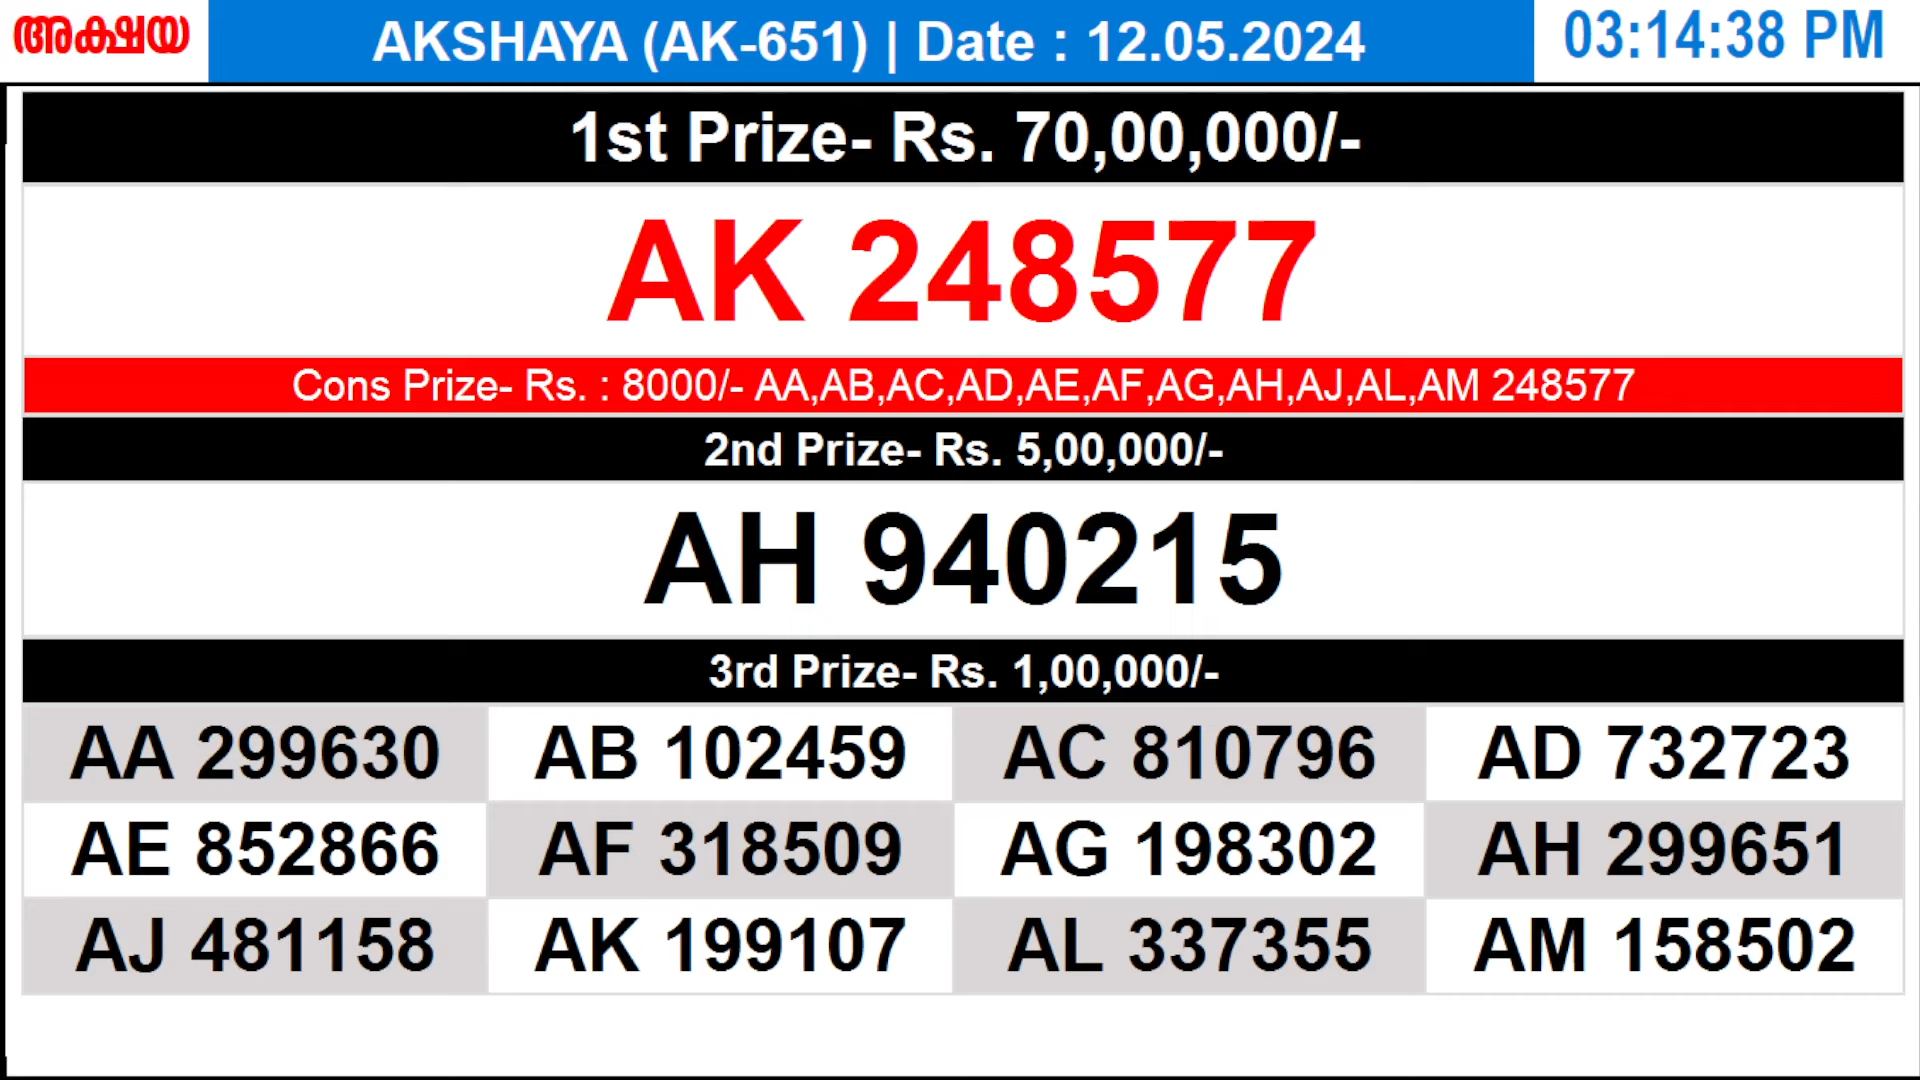 അക്ഷയ AKSHAYA (AK-651) | Date : 12.05.2024 03:14:38 PM
1st Prize- Rs. 70,00,000/-
AK 248577
Cons Prize- Rs. : 8000/- AA,AB,AC,AD,AE,AF,AG,AH,AJ,AL,AM 248577
2nd Prize- Rs. 5,00,000/-
AH 940215
3rd Prize- Rs. 1,00,000/-
AA 299630 AB 102459 AC 810796 AD 732723
AE 852866 AF 318509 AG 198302 AH 299651
AJ 481158 AK 199107 AL 337355 AM 158502